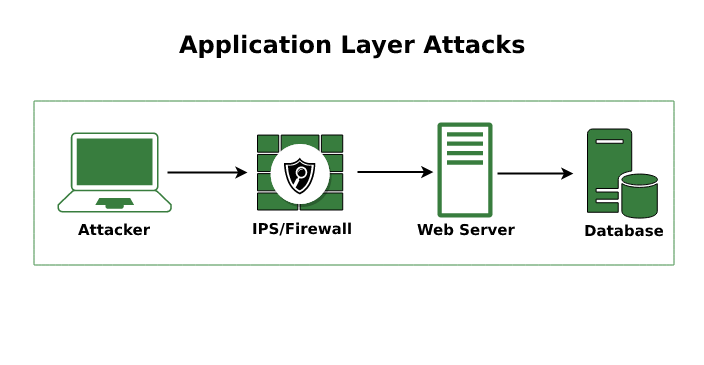 Application Layer Attacks
Attacker
IPS/Firewall
Web Server
Database